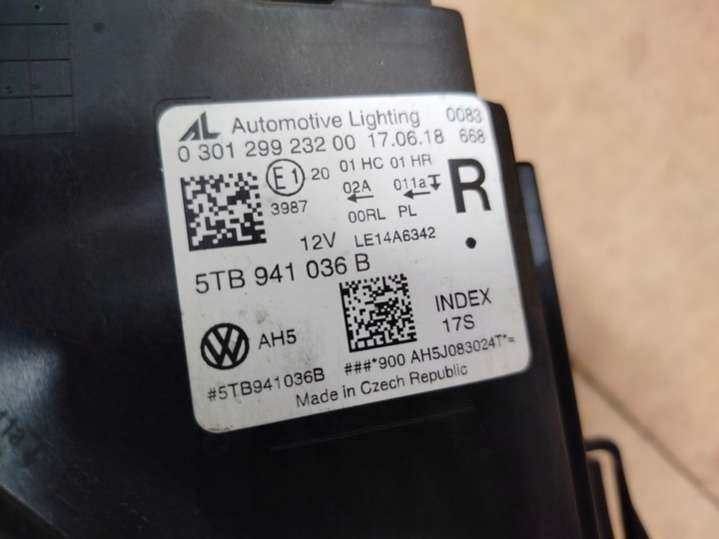 AL Automotive Lighting 0083
0 301 299 232 00 17.06.18 668
E1 20 01 HC 01 HR R
3987 02A 011a
00RL PL
12V LE14A6342
5TB 941 036 B
INDEX
17S
VW AH5
#5TB941036B ###*900 AH5J083024T*=
Made in Czech Republic